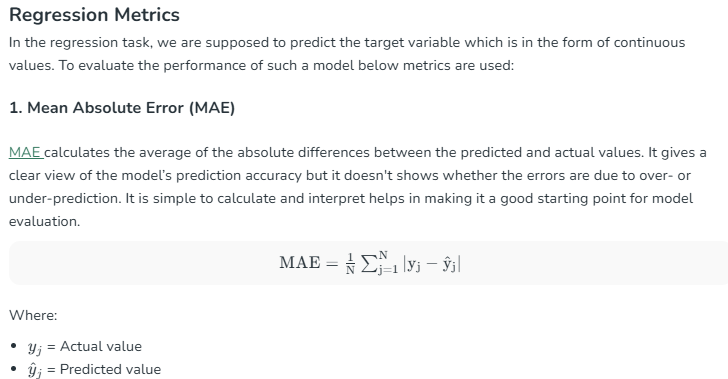 Regression Metrics
In the regression task, we are supposed to predict the target variable which is in the form of continuous
values. To evaluate the performance of such a model below metrics are used:
1. Mean Absolute Error (MAE)
MAE calculates the average of the absolute differences between the predicted and actual values. It gives a
clear view of the model's prediction accuracy but it doesn't shows whether the errors are due to over- or
under-prediction. It is simple to calculate and interpret helps in making it a good starting point for model
evaluation.
MAE = \frac{1}{N} \sum_{j=1}^{N} |y_j − ŷ_j|
Where:
• y_j = Actual value
• ŷ_j = Predicted value